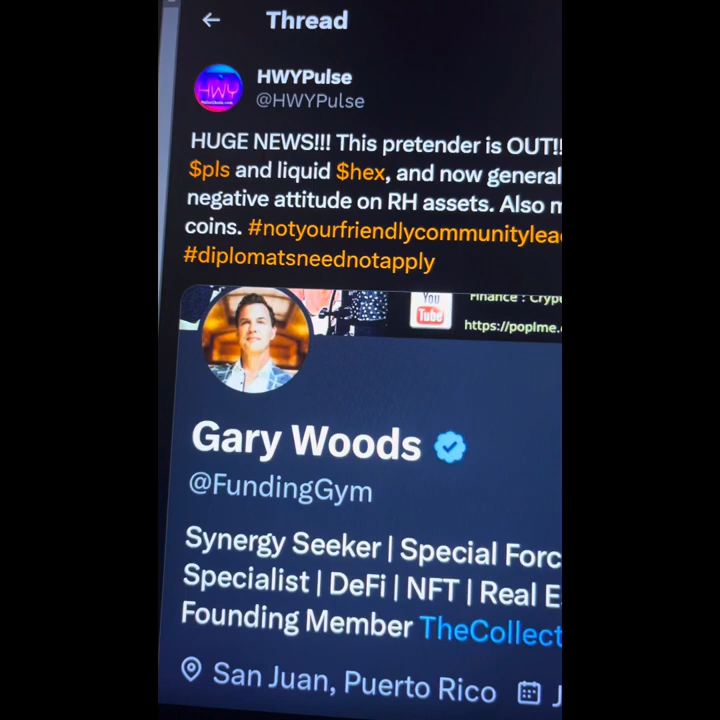 Thread
HWYPulse
HWY
@HWYPulse
HUGE NEWS!!! This pretender is OUT!!
$pls and liquid $hex, and now general
negative attitude on RH assets. Also m
coins. #notyourfriendlycommunitylea
#diplomatsneednotapply
You
Tube
Finance : Cryp
https://poplme.
Gary Woods
@FundingGym
Synergy Seeker | Special Forc
Specialist | DeFi | NFT | Real E
Founding Member TheCollect
San Juan, Puerto Rico
J